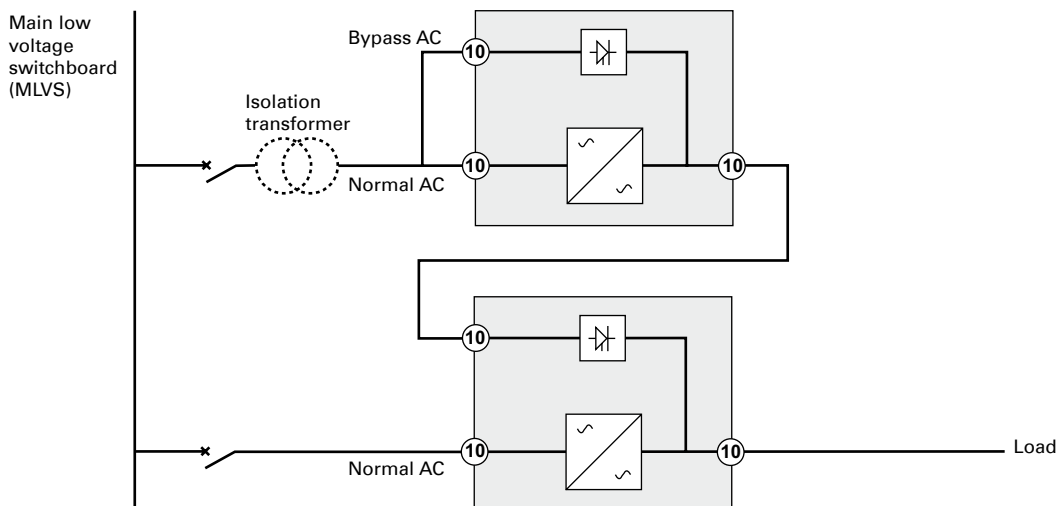 Main low
voltage
switchboard
(MLVS)
Bypass AC
10
Isolation
transformer
10
10
Normal AC
10
10
10
Normal AC
Load